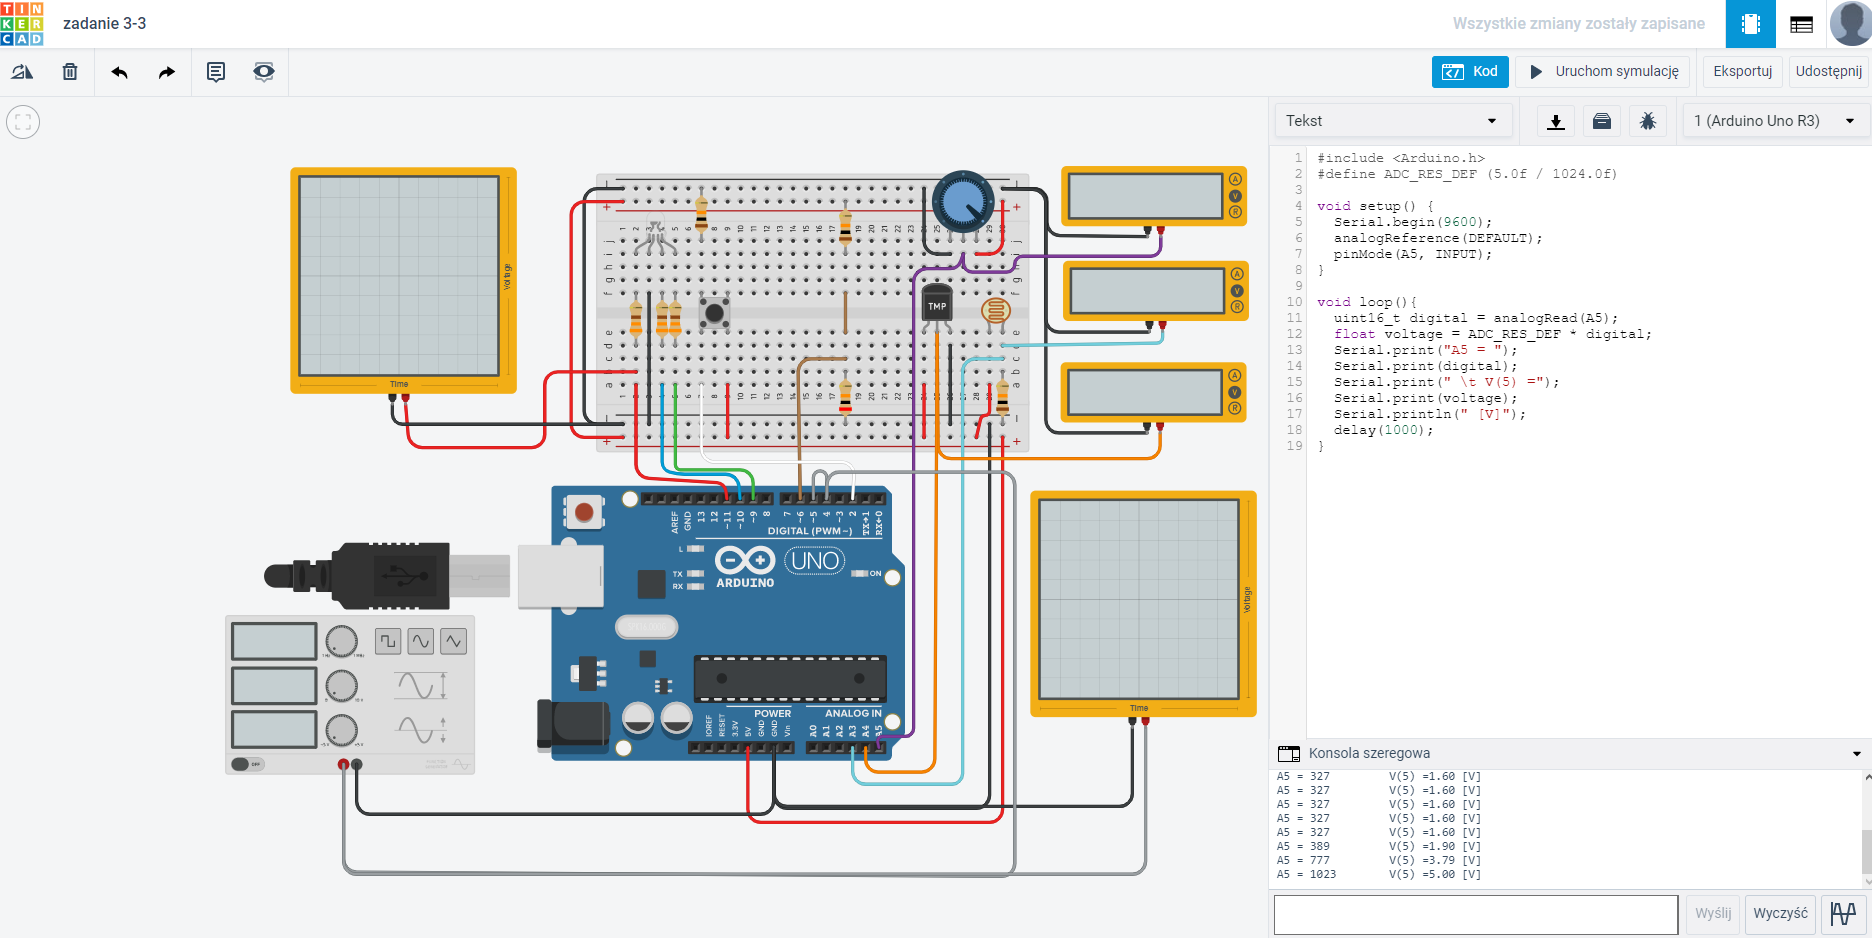 TIN
KER
CAD
zadanie 3-3
Wszystkie zmiany zostały zapisane
Kod
Uruchom symulację
Eksportuj
Udostępnij
Tekst
1 (Arduino Uno R3)
1 #include <Arduino.h>
2 #define ADC_RES_DEF (5.0f / 1024.0f)
3
4 void setup() {
5 Serial.begin(9600);
6 analogReference(DEFAULT);
7 pinMode(A5, INPUT);
8 }
9
10 void loop(){
11 uint16_t digital = analogRead(A5);
12 float voltage = ADC_RES_DEF * digital;
13 Serial.print("A5 = ");
14 Serial.print(digital);
15 Serial.print(" \t V(5) =");
16 Serial.print(voltage);
17 Serial.println(" [V]");
18 delay(1000);
19 }
Voltage
Time
A
V
R
A
V
R
A
V
R
TMP
AREF
GND
13
12
~11
~10
~9
8
7
~6
~5
4
~3
2
TX→1
RX←0
DIGITAL (PWM~)
L
TX
RX
ARDUINO
UNO
ON
POWER
ANALOG IN
IOREF
RESET
3.3V
5V
GND
GND
Vin
A0
A1
A2
A3
A4
A5
Voltage
Time
OFF
Konsola szeregowa
A5 = 327 V(5) =1.60 [V]
A5 = 327 V(5) =1.60 [V]
A5 = 327 V(5) =1.60 [V]
A5 = 327 V(5) =1.60 [V]
A5 = 327 V(5) =1.60 [V]
A5 = 389 V(5) =1.90 [V]
A5 = 777 V(5) =3.79 [V]
A5 = 1023 V(5) =5.00 [V]
Wyślij
Wyczyść